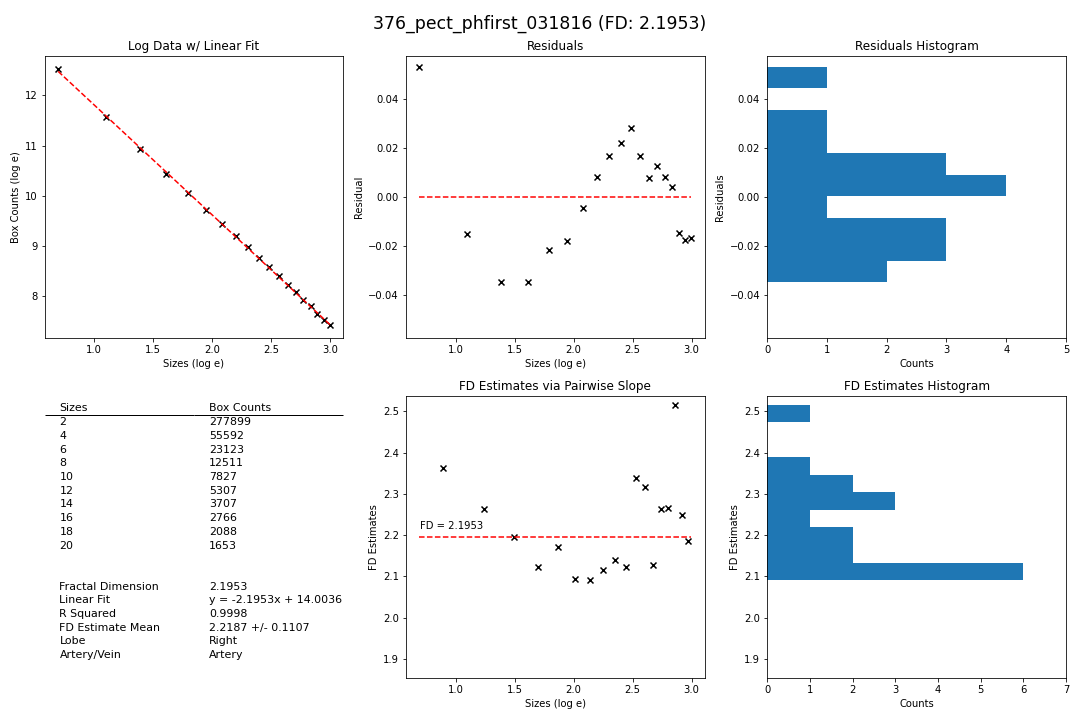 376_pect_phfirst_031816 (FD: 2.1953)
Log Data w/ Linear Fit
Box Counts (log e)
12
11
10
9
8
1.0 1.5 2.0 2.5 3.0
Sizes (log e)
Residuals
Residual
0.04
0.02
0.00
−0.02
−0.04
1.0 1.5 2.0 2.5 3.0
Sizes (log e)
Residuals Histogram
Residuals
0.04
0.02
0.00
−0.02
−0.04
0 1 2 3 4 5
Counts
Sizes Box Counts
2 277899
4 55592
6 23123
8 12511
10 7827
12 5307
14 3707
16 2766
18 2088
20 1653
Fractal Dimension 2.1953
Linear Fit y = -2.1953x + 14.0036
R Squared 0.9998
FD Estimate Mean 2.2187 +/- 0.1107
Lobe Right
Artery/Vein Artery
FD Estimates via Pairwise Slope
FD Estimates
2.5
2.4
2.3
2.2
2.1
2.0
1.9
FD = 2.1953
1.0 1.5 2.0 2.5 3.0
Sizes (log e)
FD Estimates Histogram
FD Estimates
2.5
2.4
2.3
2.2
2.1
2.0
1.9
0 1 2 3 4 5 6 7
Counts